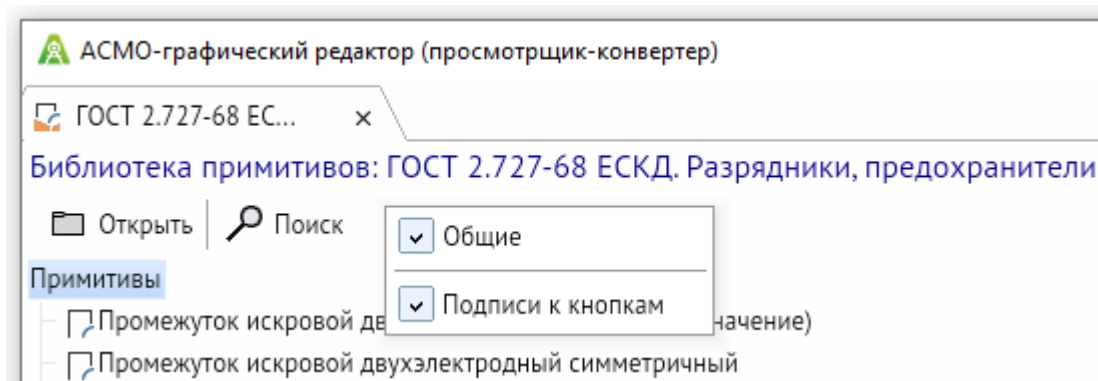 АСМО-графический редактор (просмотрщик-конвертер)
ГОСТ 2.727-68 ЕС... ×
Библиотека примитивов: ГОСТ 2.727-68 ЕСКД. Разрядники, предохранители
Открыть Поиск
Общие
Подписи к кнопкам
Примитивы
Промежуток искровой дв начение)
Промежуток искровой двухэлектродный симметричный